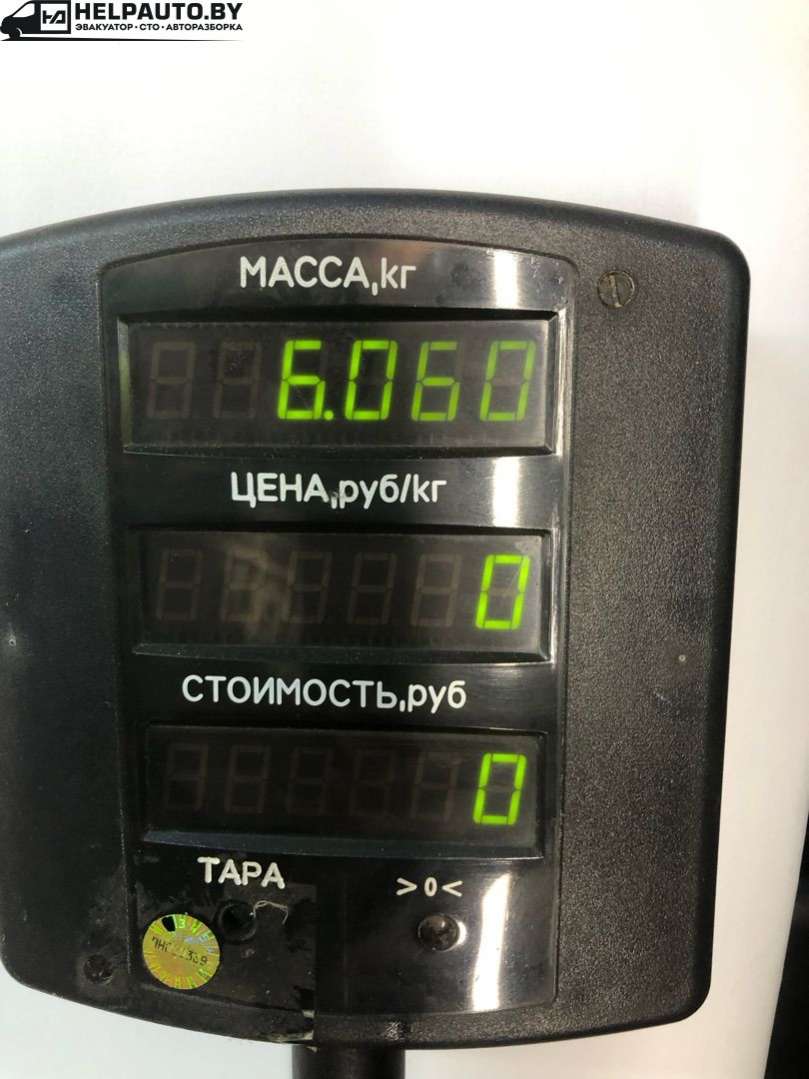 HELPAUTO.BY
ЭВАКУАТОР·СТО·АВТОРАЗБОРКА
МАССА,кг
6.060
ЦЕНА,руб/кг
0
СТОИМОСТЬ,руб
0
ТАРА
>0<